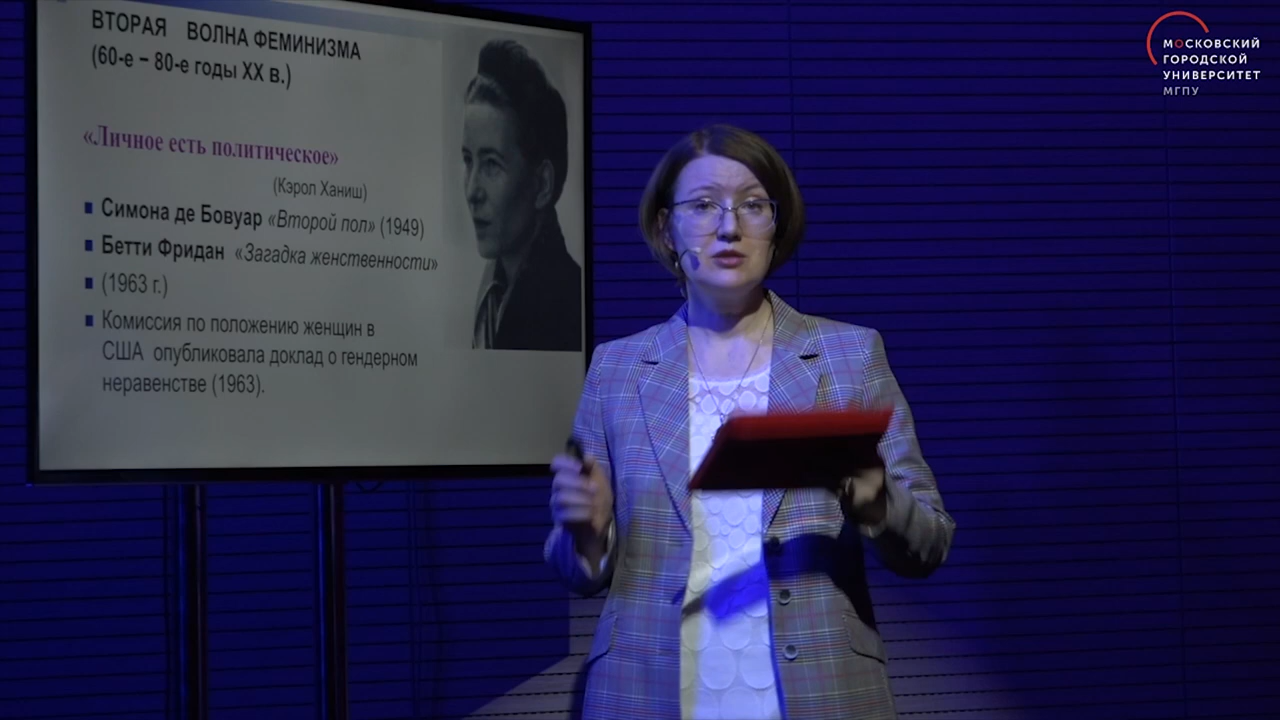 ВТОРАЯ ВОЛНА ФЕМИНИЗМА
(60-е – 80-е годы XX в.)
«Личное есть политическое»
(Кэрол Ханиш)
Симона де Бовуар «Второй пол» (1949)
Бетти Фридан «Загадка женственности»
(1963 г.)
Комиссия по положению женщин в
США опубликовала доклад о гендерном
неравенстве (1963).
МОСКОВСКИЙ
ГОРОДСКОЙ
УНИВЕРСИТЕТ
МГПУ